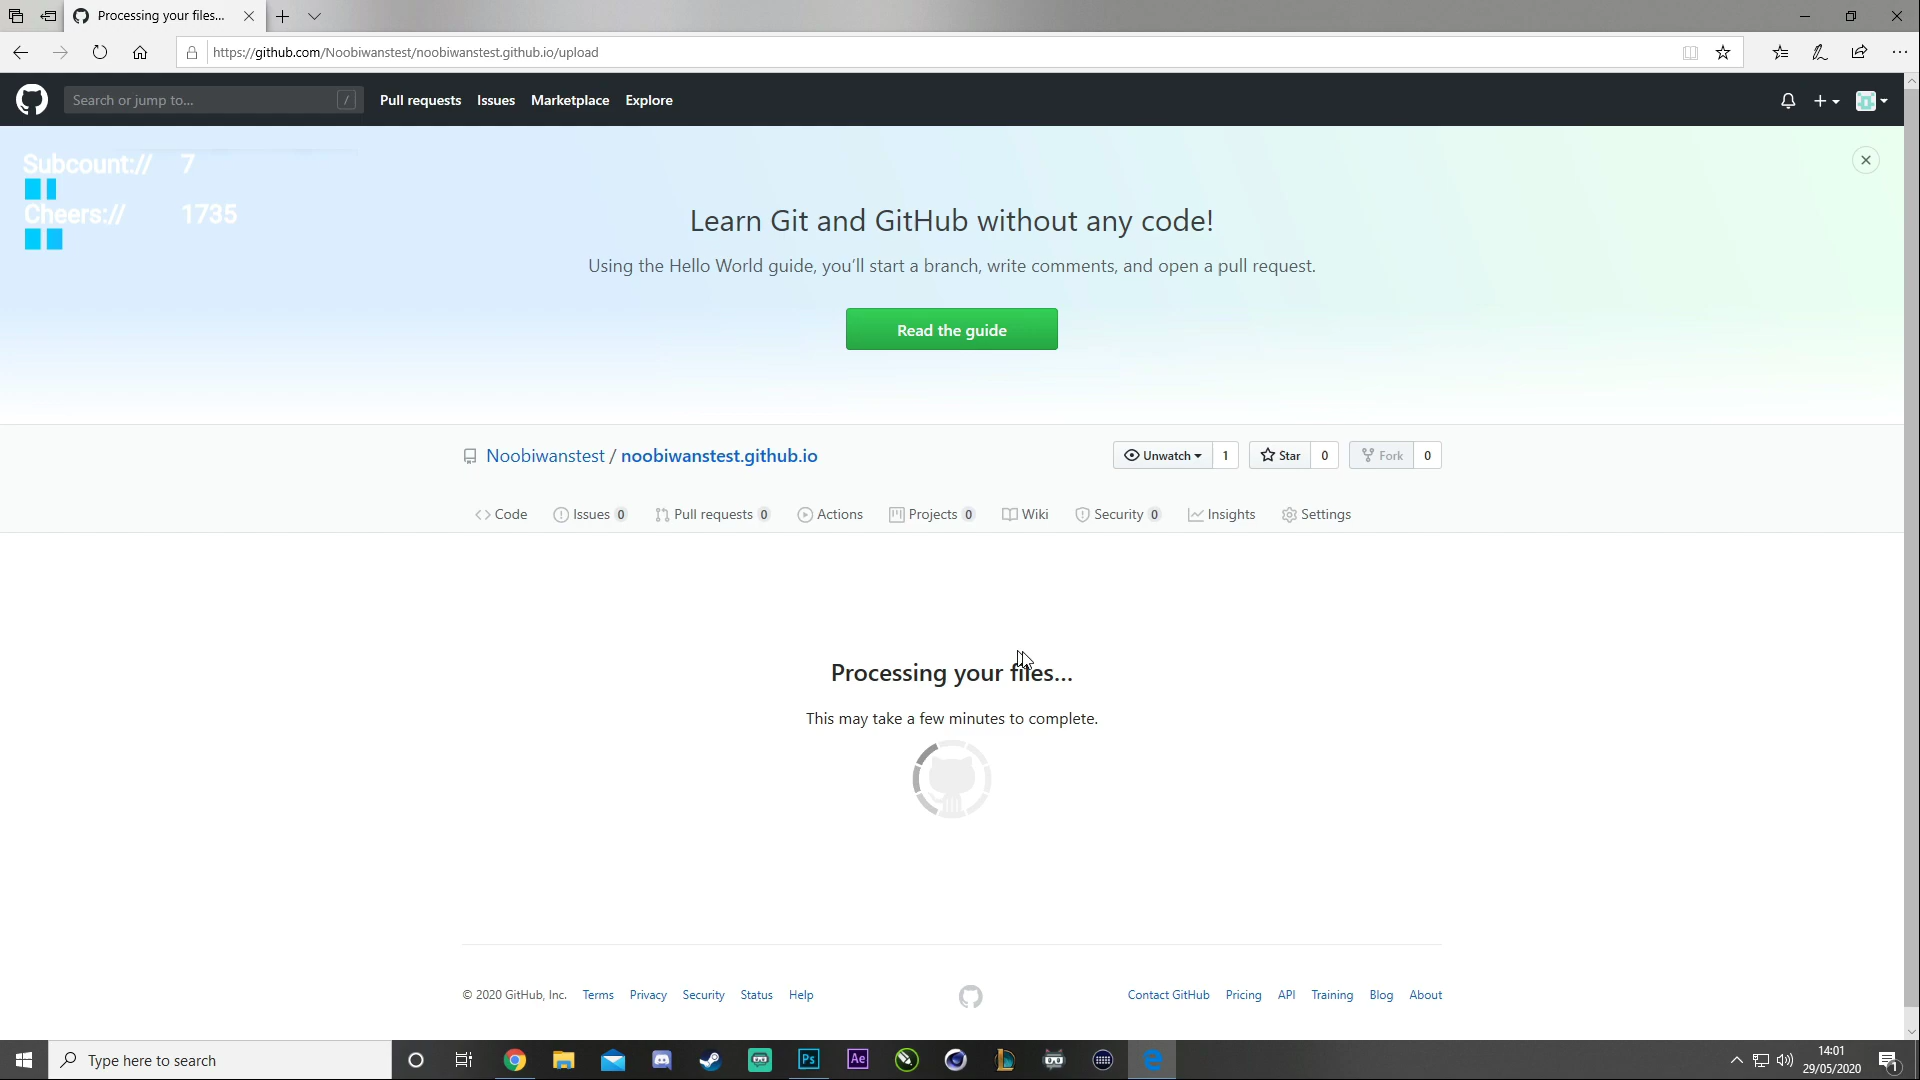 Processing your files...
https://github.com/Noobiwanstest/noobiwanstest.github.io/upload
Search or jump to... /
Pull requests Issues Marketplace Explore
Subcount:// 7
Cheers:// 1735
Learn Git and GitHub without any code!
Using the Hello World guide, you'll start a branch, write comments, and open a pull request.
Read the guide
Noobiwanstest / noobiwanstest.github.io
Unwatch 1 Star 0 Fork 0
Code Issues 0 Pull requests 0 Actions Projects 0 Wiki Security 0 Insights Settings
Processing your files...
This may take a few minutes to complete.
© 2020 GitHub, Inc. Terms Privacy Security Status Help Contact GitHub Pricing API Training Blog About
Type here to search
Ps Ae
14:01
29/05/2020
1